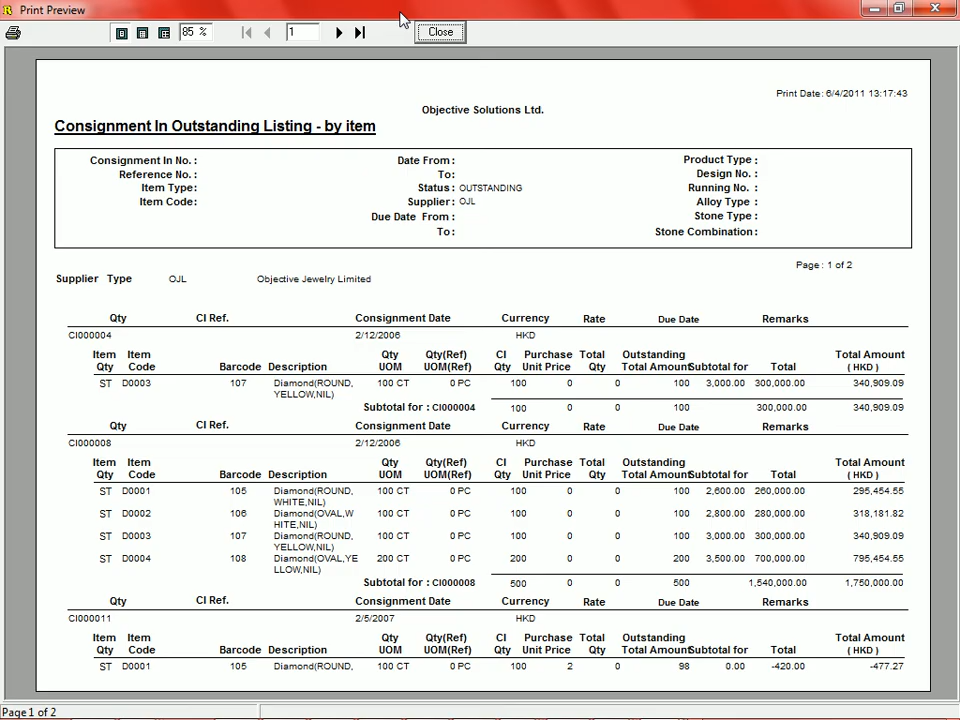 Print Preview
85 %
1
Close
Print Date: 6/4/2011 13:17:43
Objective Solutions Ltd.
Consignment In Outstanding Listing - by item
Consignment In No. : Date From : Product Type :
Reference No. : To: Design No. :
Item Type: Status : OUTSTANDING Running No. :
Item Code: Supplier : OJL Alloy Type :
Due Date From : Stone Type :
To : Stone Combination :
Page : 1 of 2
Supplier Type OJL Objective Jewelry Limited
Qty CI Ref. Consignment Date Currency Rate Due Date Remarks
CI000004 2/12/2006 HKD
Item Item Qty Qty(Ref) CI Purchase Total Outstanding Total Amount
Qty Code Barcode Description UOM UOM(Ref) Qty Unit Price Qty Total Amount Subtotal for Total ( HKD )
ST D0003 107 Diamond(ROUND, 100 CT 0 PC 100 0 0 100 3,000.00 300,000.00 340,909.09
YELLOW,NIL)
Subtotal for : CI000004 100 0 0 100 300,000.00 340,909.09
Qty CI Ref. Consignment Date Currency Rate Due Date Remarks
CI000008 2/12/2006 HKD
Item Item Qty Qty(Ref) CI Purchase Total Outstanding Total Amount
Qty Code Barcode Description UOM UOM(Ref) Qty Unit Price Qty Total Amount Subtotal for Total ( HKD )
ST D0001 105 Diamond(ROUND, 100 CT 0 PC 100 0 0 100 2,600.00 260,000.00 295,454.55
WHITE,NIL)
ST D0002 106 Diamond(OVAL,W 100 CT 0 PC 100 0 0 100 2,800.00 280,000.00 318,181.82
HITE,NIL)
ST D0003 107 Diamond(ROUND, 100 CT 0 PC 100 0 0 100 3,000.00 300,000.00 340,909.09
YELLOW,NIL)
ST D0004 108 Diamond(OVAL,YE 200 CT 0 PC 200 0 0 200 3,500.00 700,000.00 795,454.55
LLOW,NIL)
Subtotal for : CI000008 500 0 0 500 1,540,000.00 1,750,000.00
Qty CI Ref. Consignment Date Currency Rate Due Date Remarks
CI000011 2/5/2007 HKD
Item Item Qty Qty(Ref) CI Purchase Total Outstanding Total Amount
Qty Code Barcode Description UOM UOM(Ref) Qty Unit Price Qty Total Amount Subtotal for Total ( HKD )
ST D0001 105 Diamond(ROUND, 100 CT 0 PC 100 2 0 98 0.00 -420.00 -477.27
Page 1 of 2